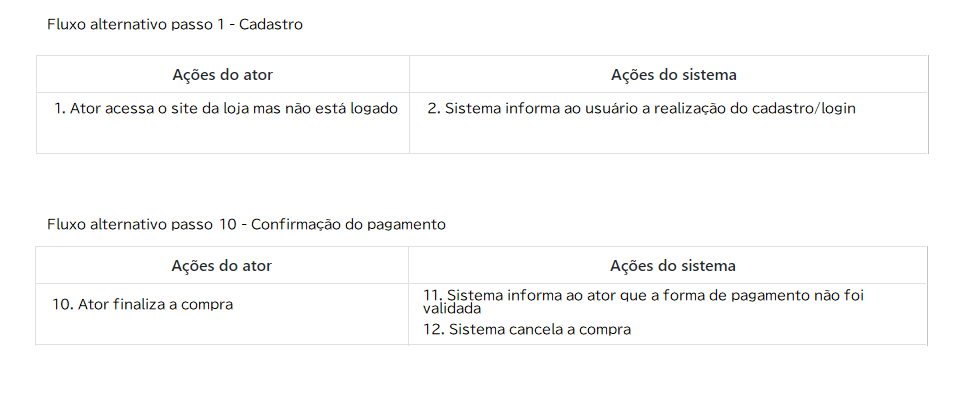 Fluxo alternativo passo 1 - Cadastro
Ações do ator
Ações do sistema
1. Ator acessa o site da loja mas não está logado
2. Sistema informa ao usuário a realização do cadastro/login
Fluxo alternativo passo 10 - Confirmação do pagamento
Ações do ator
Ações do sistema
10. Ator finaliza a compra
11. Sistema informa ao ator que a forma de pagamento não foi
validada
12. Sistema cancela a compra